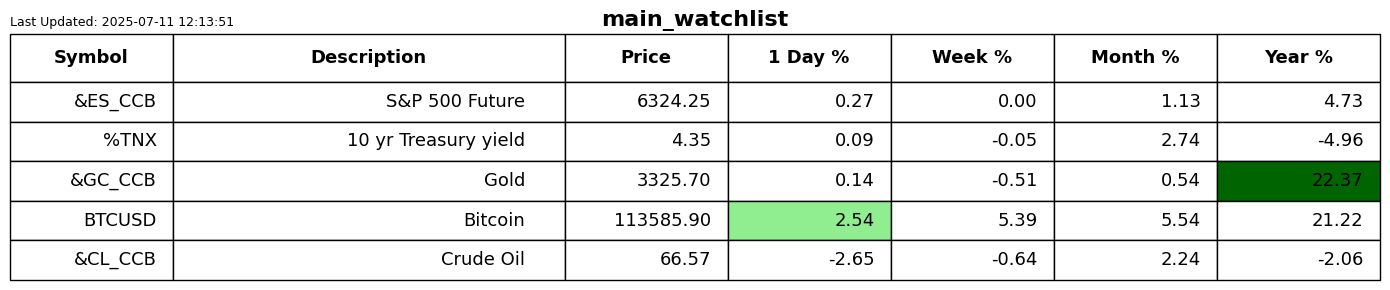 Last Updated: 2025-07-11 12:13:51
main_watchlist
Symbol Description Price 1 Day % Week % Month % Year %
&ES_CCB S&P 500 Future 6324.25 0.27 0.00 1.13 4.73
%TNX 10 yr Treasury yield 4.35 0.09 -0.05 2.74 -4.96
&GC_CCB Gold 3325.70 0.14 -0.51 0.54 22.37
BTCUSD Bitcoin 113585.90 2.54 5.39 5.54 21.22
&CL_CCB Crude Oil 66.57 -2.65 -0.64 2.24 -2.06